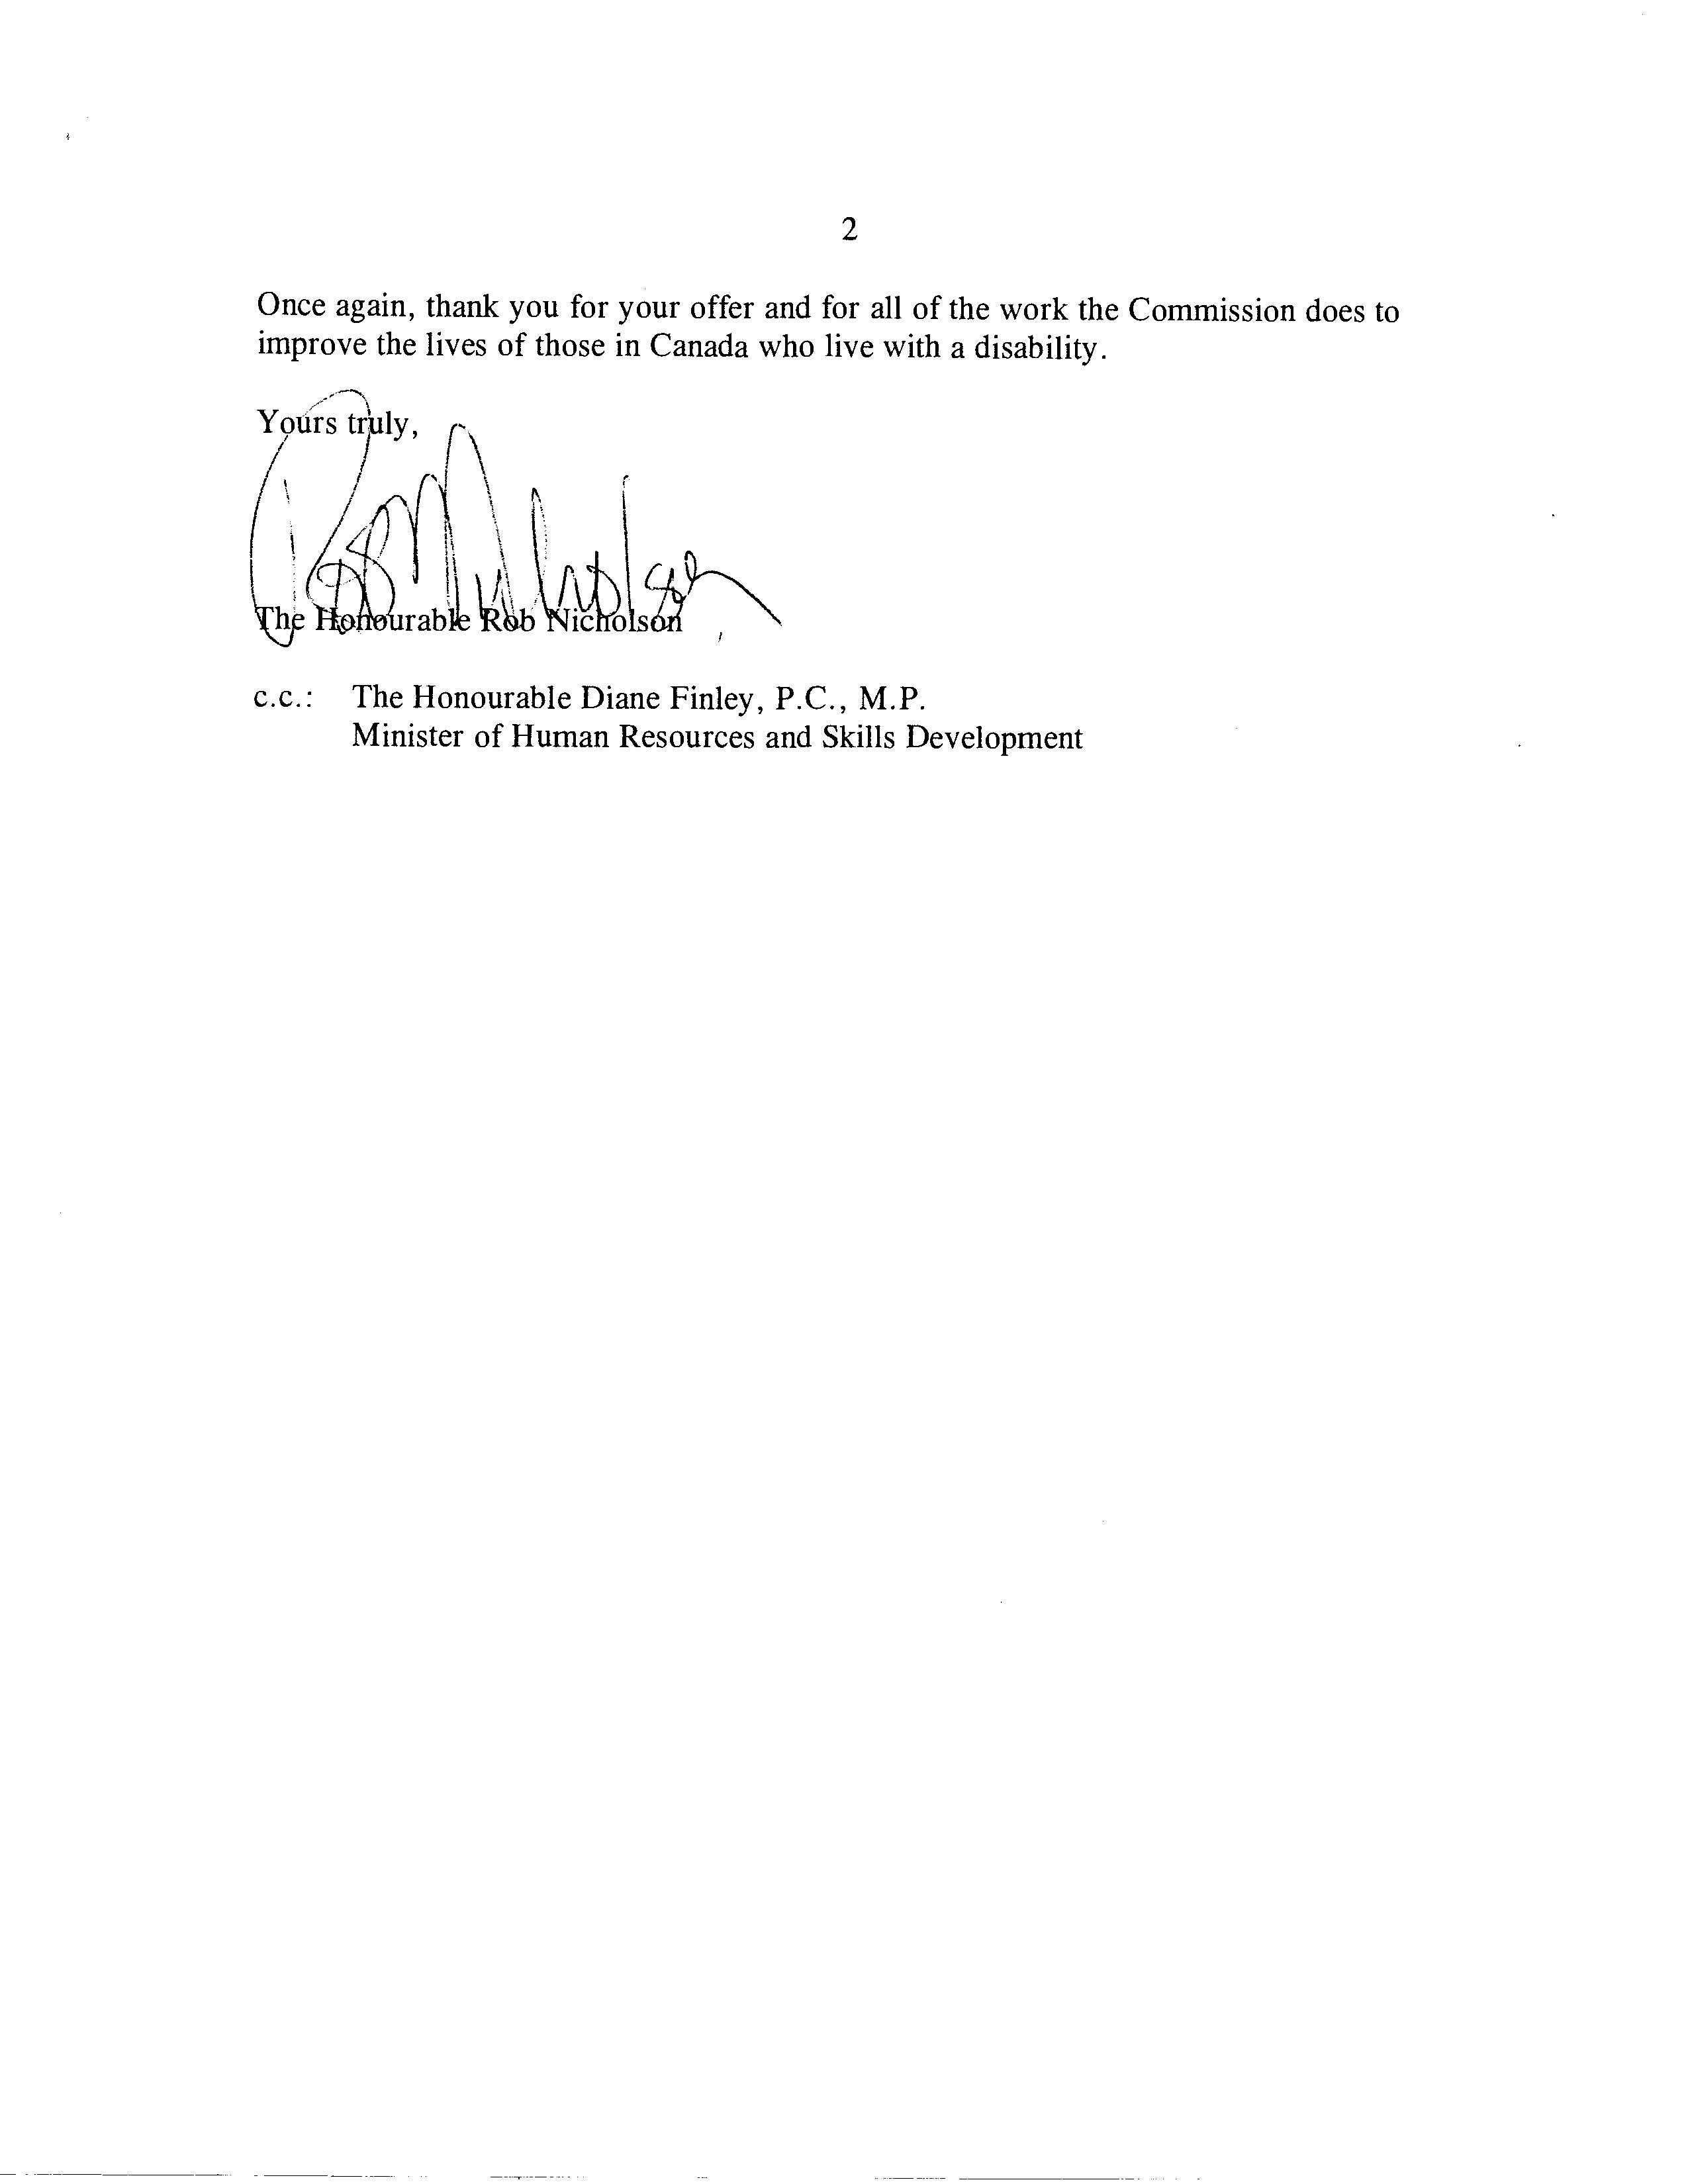 2
Once again, thank you for your offer and for all of the work the Commission does to
improve the lives of those in Canada who live with a disability.
Yours truly,
Rob Nicholson
The Honourable Rob Nicholson
c.c.: The Honourable Diane Finley, P.C., M.P.
Minister of Human Resources and Skills Development